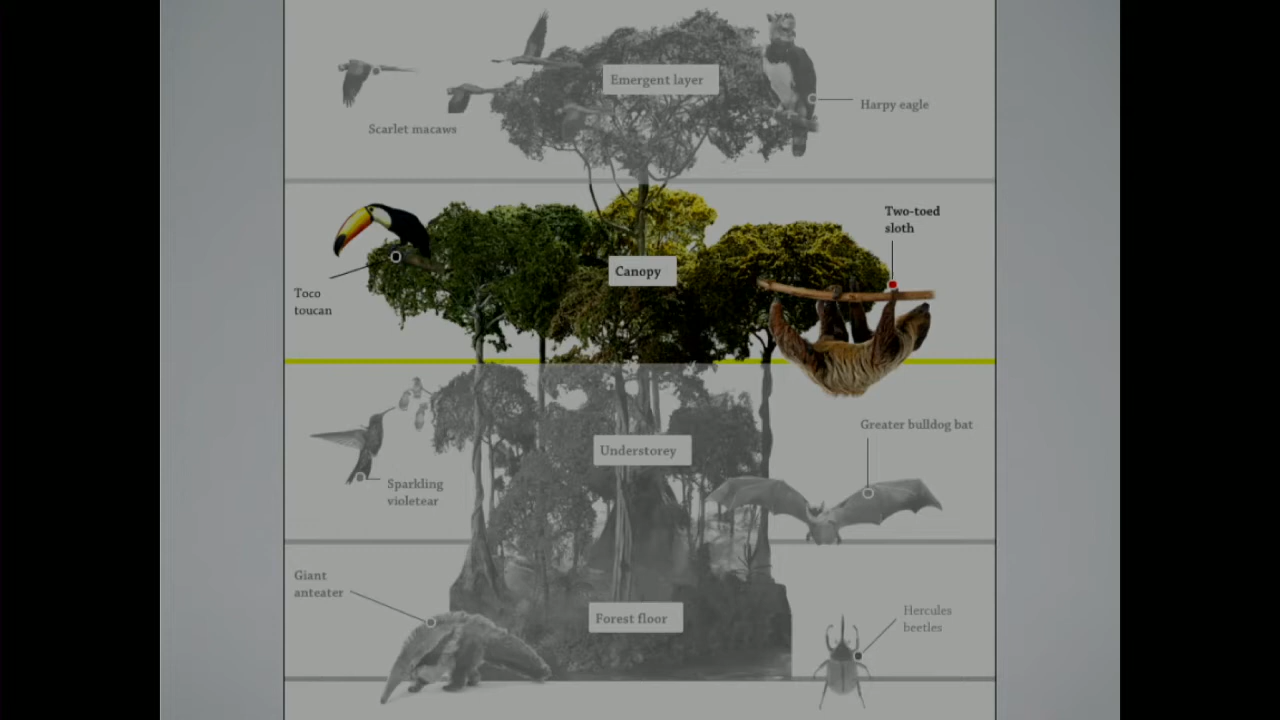 Emergent layer
Harpy eagle
Scarlet macaws
Two-toed
sloth
Canopy
Toco
toucan
Greater bulldog bat
Understorey
Sparkling
violetear
Giant
anteater
Hercules
beetles
Forest floor